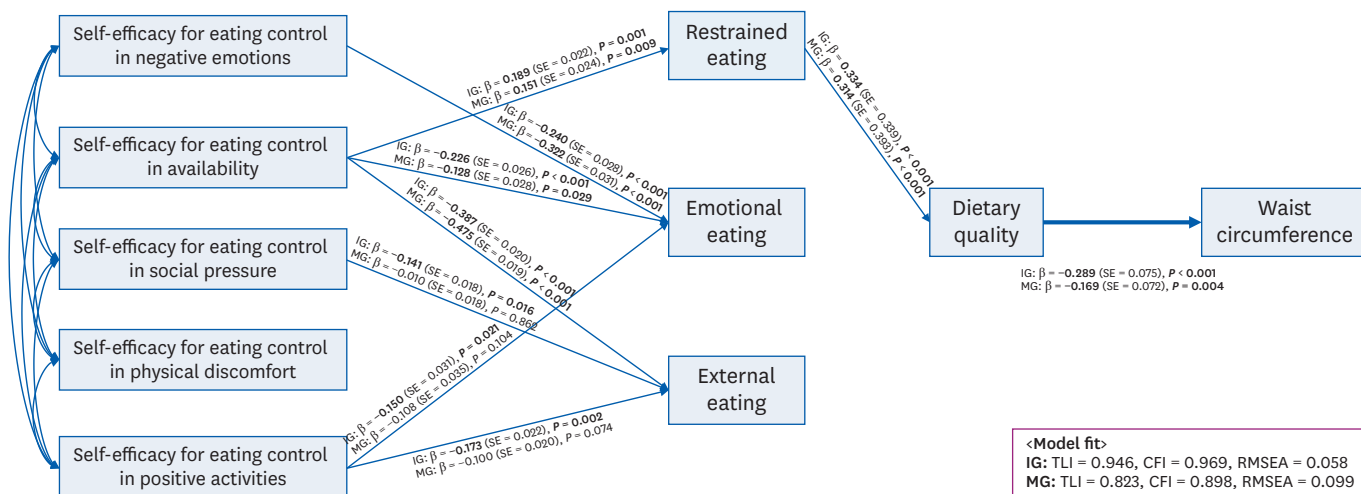 Self-efficacy for eating control
in negative emotions
Self-efficacy for eating control
in availability
Self-efficacy for eating control
in social pressure
Self-efficacy for eating control
in physical discomfort
Self-efficacy for eating control
in positive activities
IG: β = 0.189 (SE = 0.022), P = 0.001
MG: β = 0.151 (SE = 0.024), P = 0.009
IG: β = −0.240 (SE = 0.028), P < 0.001
MG: β = −0.322 (SE = 0.031), P < 0.001
IG: β = −0.226 (SE = 0.026), P < 0.001
MG: β = −0.128 (SE = 0.028), P = 0.029
IG: β = −0.387 (SE = 0.020), P < 0.001
MG: β = −0.475 (SE = 0.019), P < 0.001
IG: β = −0.141 (SE = 0.018), P = 0.016
MG: β = −0.010 (SE = 0.018), P = 0.862
IG: β = −0.150 (SE = 0.031), P = 0.021
MG: β = −0.108 (SE = 0.035), P = 0.104
IG: β = −0.173 (SE = 0.022), P = 0.002
MG: β = −0.100 (SE = 0.020), P = 0.074
Restrained
eating
Emotional
eating
External
eating
IG: β = 0.334 (SE = 0.339), P < 0.001
MG: β = 0.314 (SE = 0.393), P < 0.001
Dietary
quality
Waist
circumference
IG: β = −0.289 (SE = 0.075), P < 0.001
MG: β = −0.169 (SE = 0.072), P = 0.004
<Model fit>
IG: TLI = 0.946, CFI = 0.969, RMSEA = 0.058
MG: TLI = 0.823, CFI = 0.898, RMSEA = 0.099